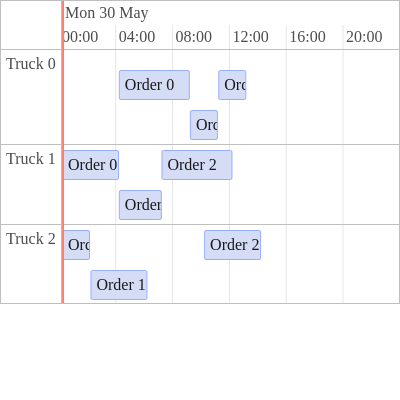 Mon 30 May
00:00 04:00 08:00 12:00 16:00 20:00
Truck 0
Order 0
Truck 1
Order 0 Order 2
Order
Truck 2
Order 2
Order 1